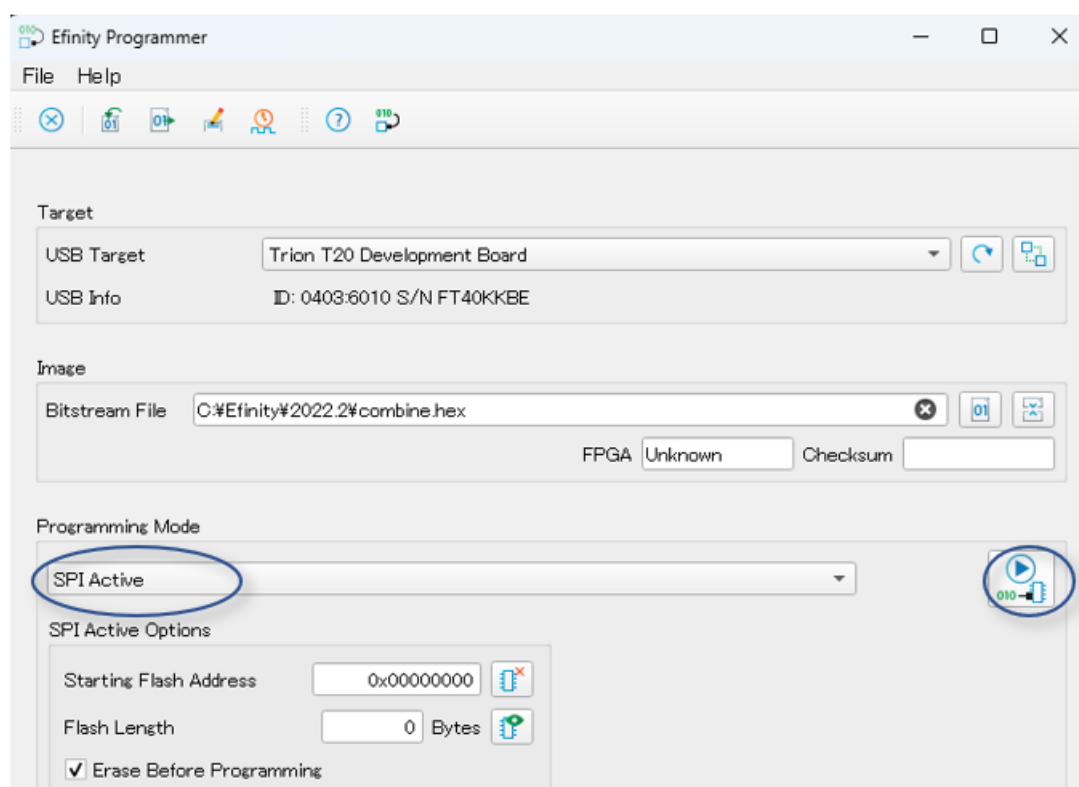 Efinity Programmer
File Help
Target
USB Target Trion T20 Development Board
USB Info ID: 0403:6010 S/N FT40KKBE
Image
Bitstream File C:¥Efinity¥2022.2¥combine.hex
FPGA Unknown Checksum
Programming Mode
SPI Active
SPI Active Options
Starting Flash Address 0x00000000
Flash Length 0 Bytes
Erase Before Programming